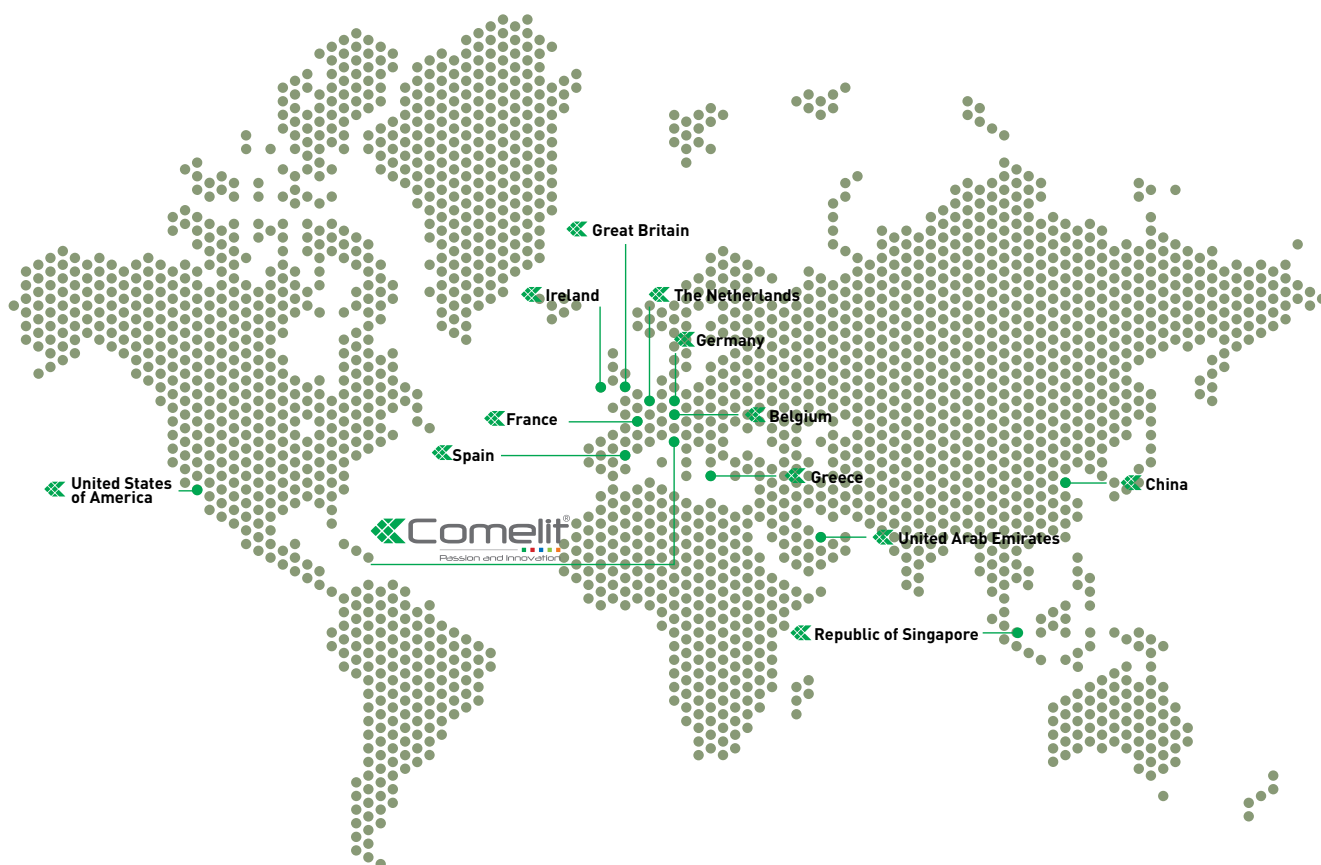 Great Britain
Ireland
The Netherlands
Germany
France
Belgium
Spain
Greece
United States
of America
China
Comelit®
Passion and Innovation
United Arab Emirates
Republic of Singapore